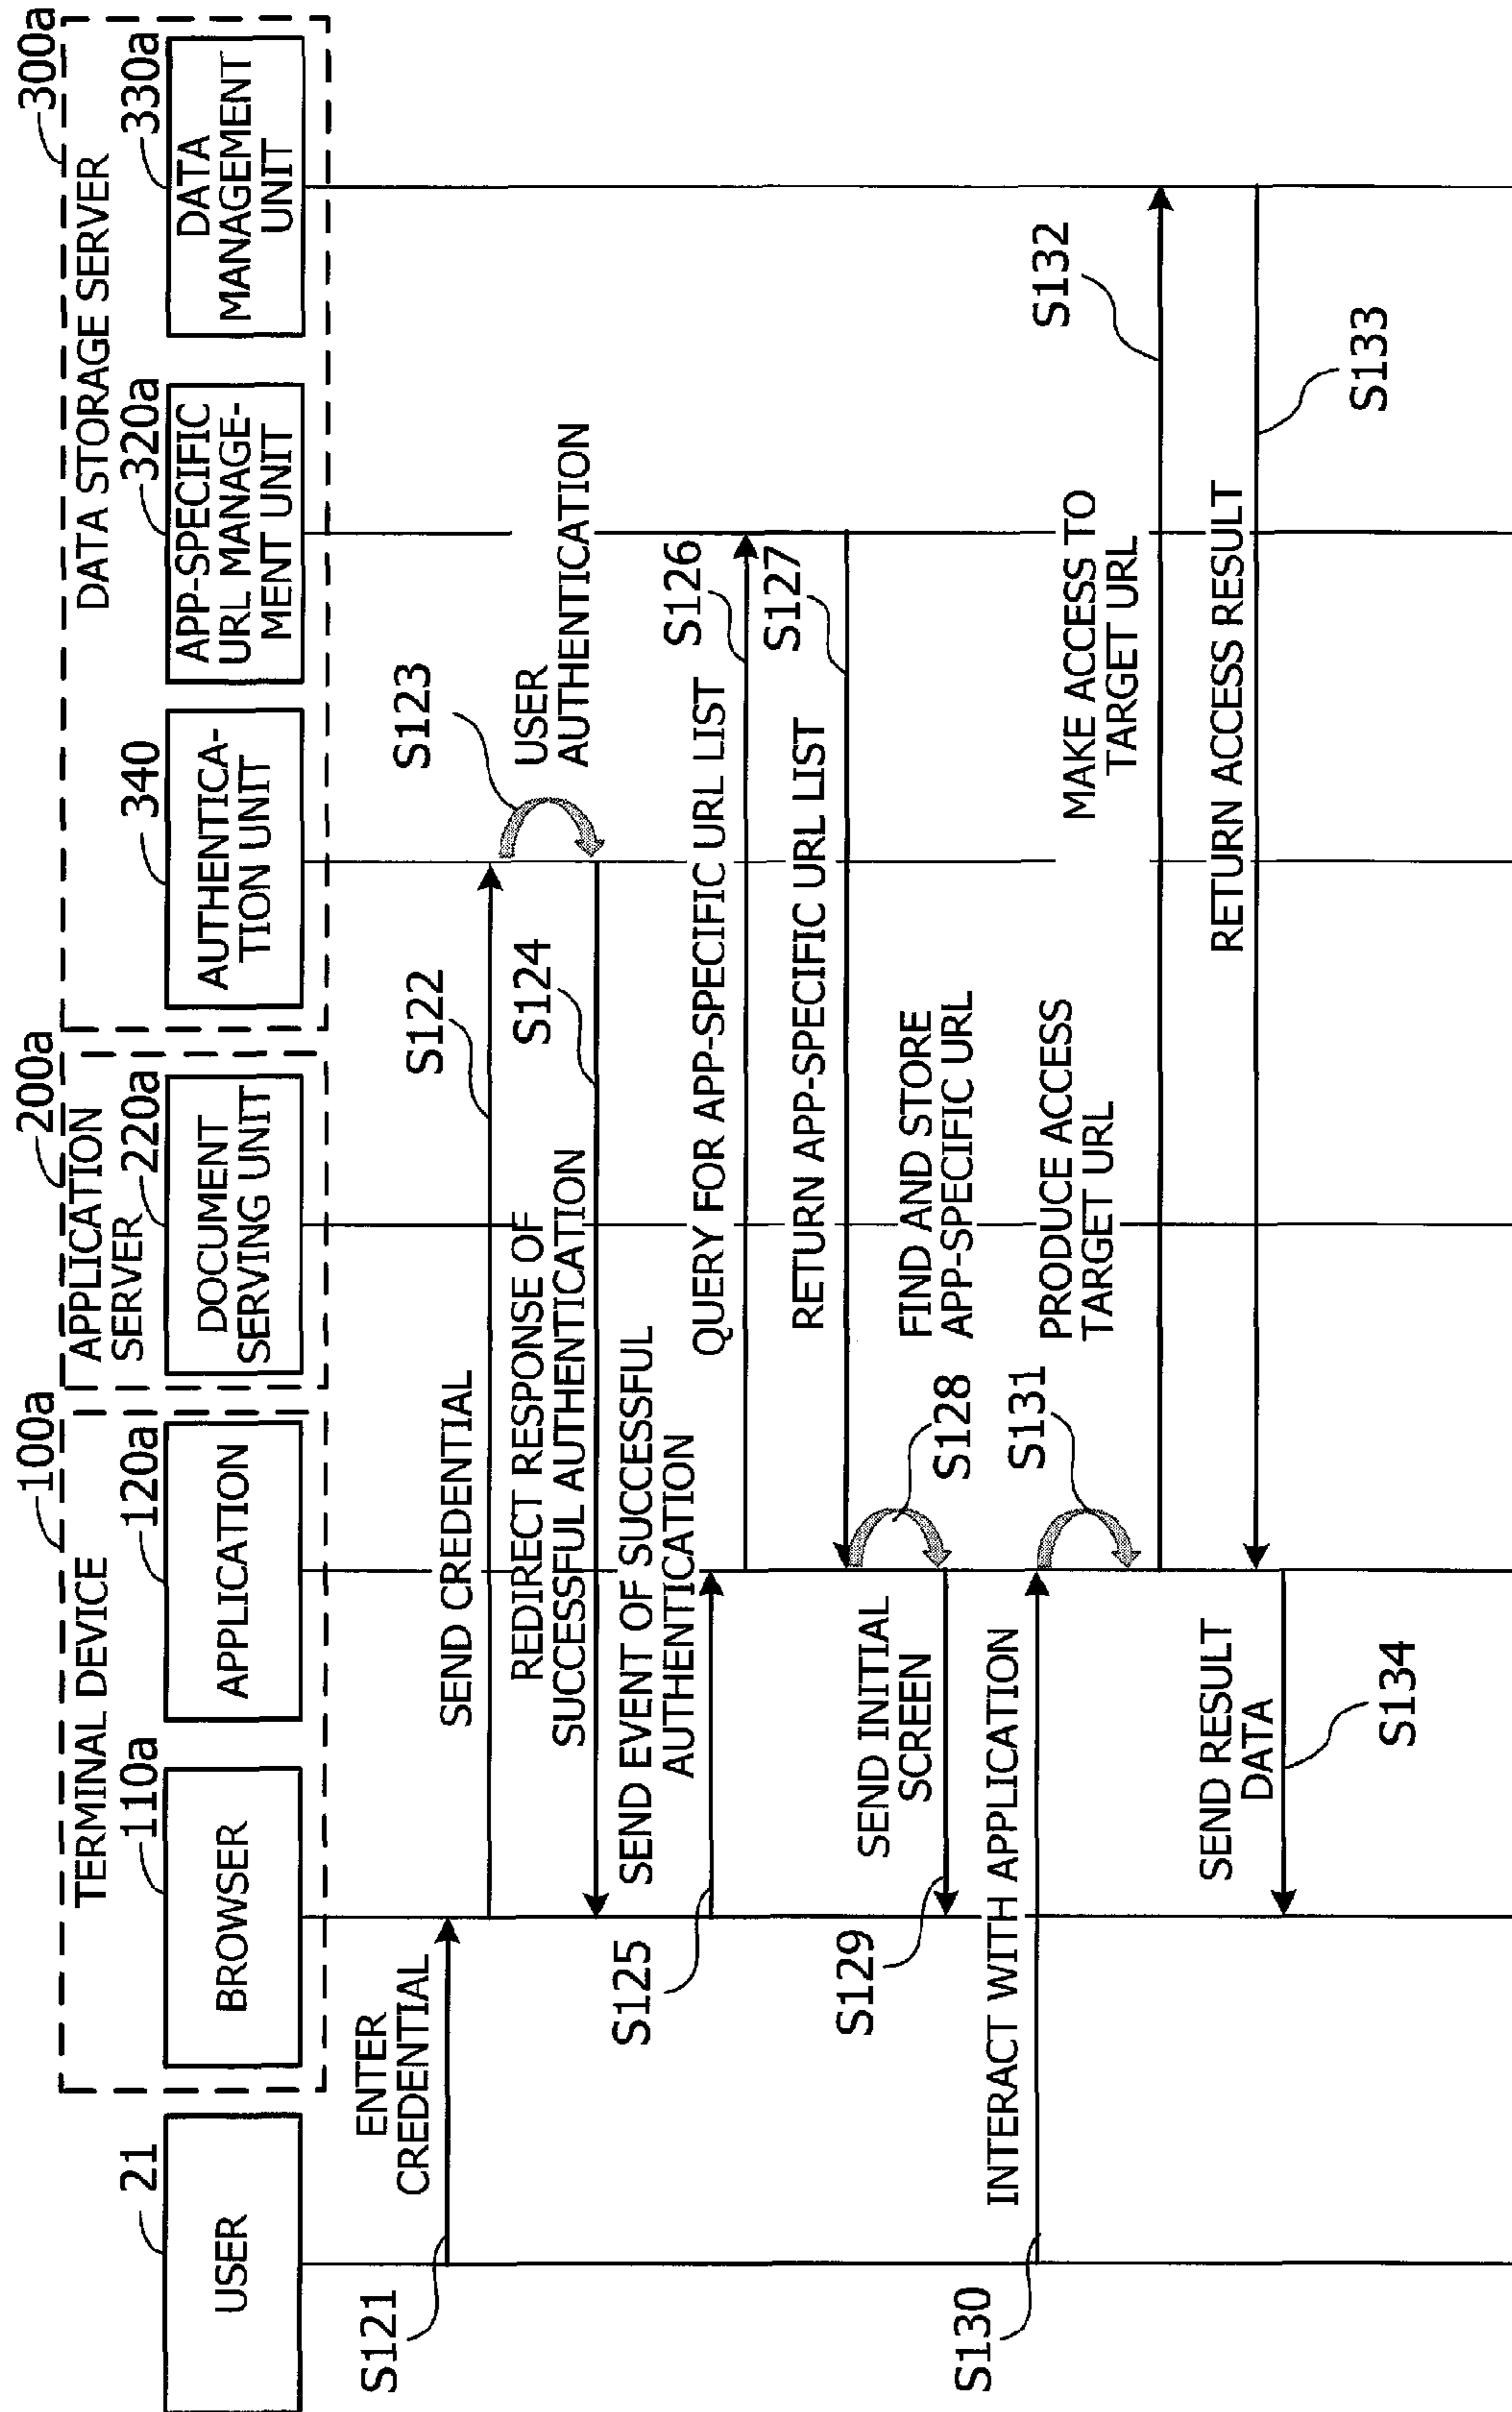 300a
200a
100a
DATA STORAGE SERVER
APPLICATION
SERVER
TERMINAL DEVICE
21
USER
110a
BROWSER
120a
APPLICATION
220a
DOCUMENT
SERVING UNIT
340
AUTHENTICA-
TION UNIT
320a
APP-SPECIFIC
URL MANAGE-
MENT UNIT
330a
DATA
MANAGEMENT
UNIT
S121
ENTER
CREDENTIAL
SEND CREDENTIAL
S122
S123
USER
AUTHENTICATION
REDIRECT RESPONSE OF
SUCCESSFUL AUTHENTICATION
S124
S125
SEND EVENT OF SUCCESSFUL
AUTHENTICATION
QUERY FOR APP-SPECIFIC URL LIST
S126
RETURN APP-SPECIFIC URL LIST
S127
S128
FIND AND STORE
APP-SPECIFIC URL
S129
SEND INITIAL
SCREEN
S130
INTERACT WITH APPLICATION
S131
PRODUCE ACCESS
TARGET URL
MAKE ACCESS TO
TARGET URL
S132
RETURN ACCESS RESULT
S133
SEND RESULT
DATA
S134